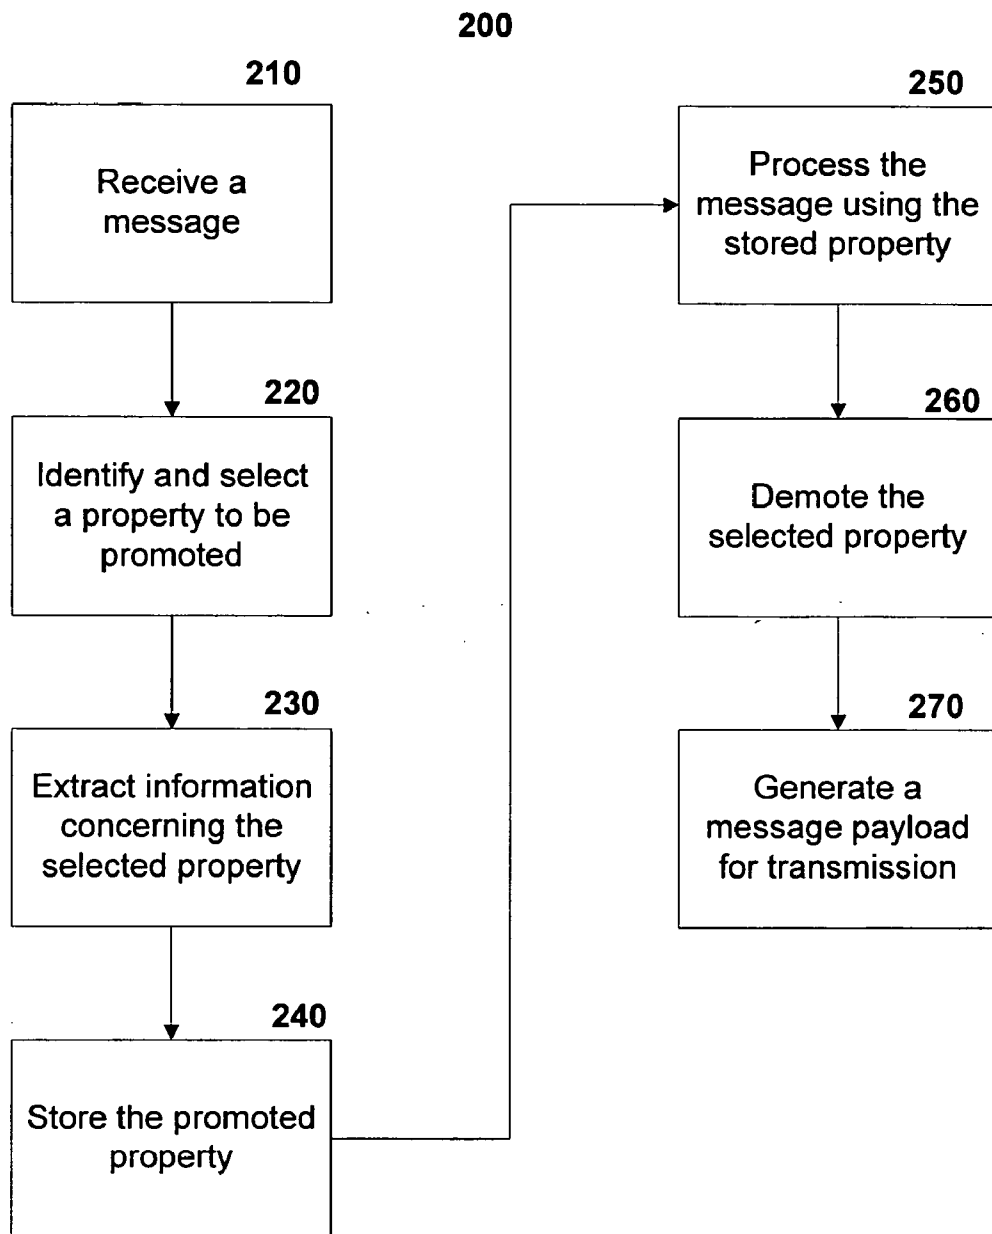 200
210
Receive a
message
220
Identify and select
a property to be
promoted
230
Extract information
concerning the
selected property
240
Store the promoted
property
250
Process the
message using the
stored property
260
Demote the
selected property
270
Generate a
message payload
for transmission